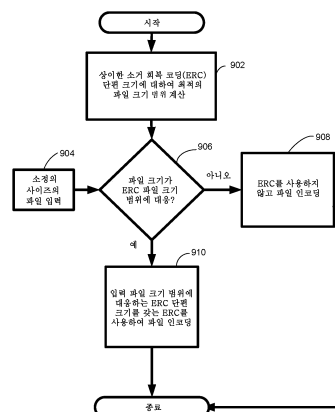 시작
902
상이한 소거 회복 코딩(ERC)
단편 크기에 대하여 최적의
파일 크기 범위 계산
904
소정의
사이즈의
파일 입력
906
파일 크기가
ERC 파일 크기
범위에 대응?
아니오
908
ERC를 사용하지
않고 파일 인코딩
예
910
입력 파일 크기 범위에
대응하는 ERC 단편
크기를 갖는 ERC를
사용하여 파일 인코딩
종료